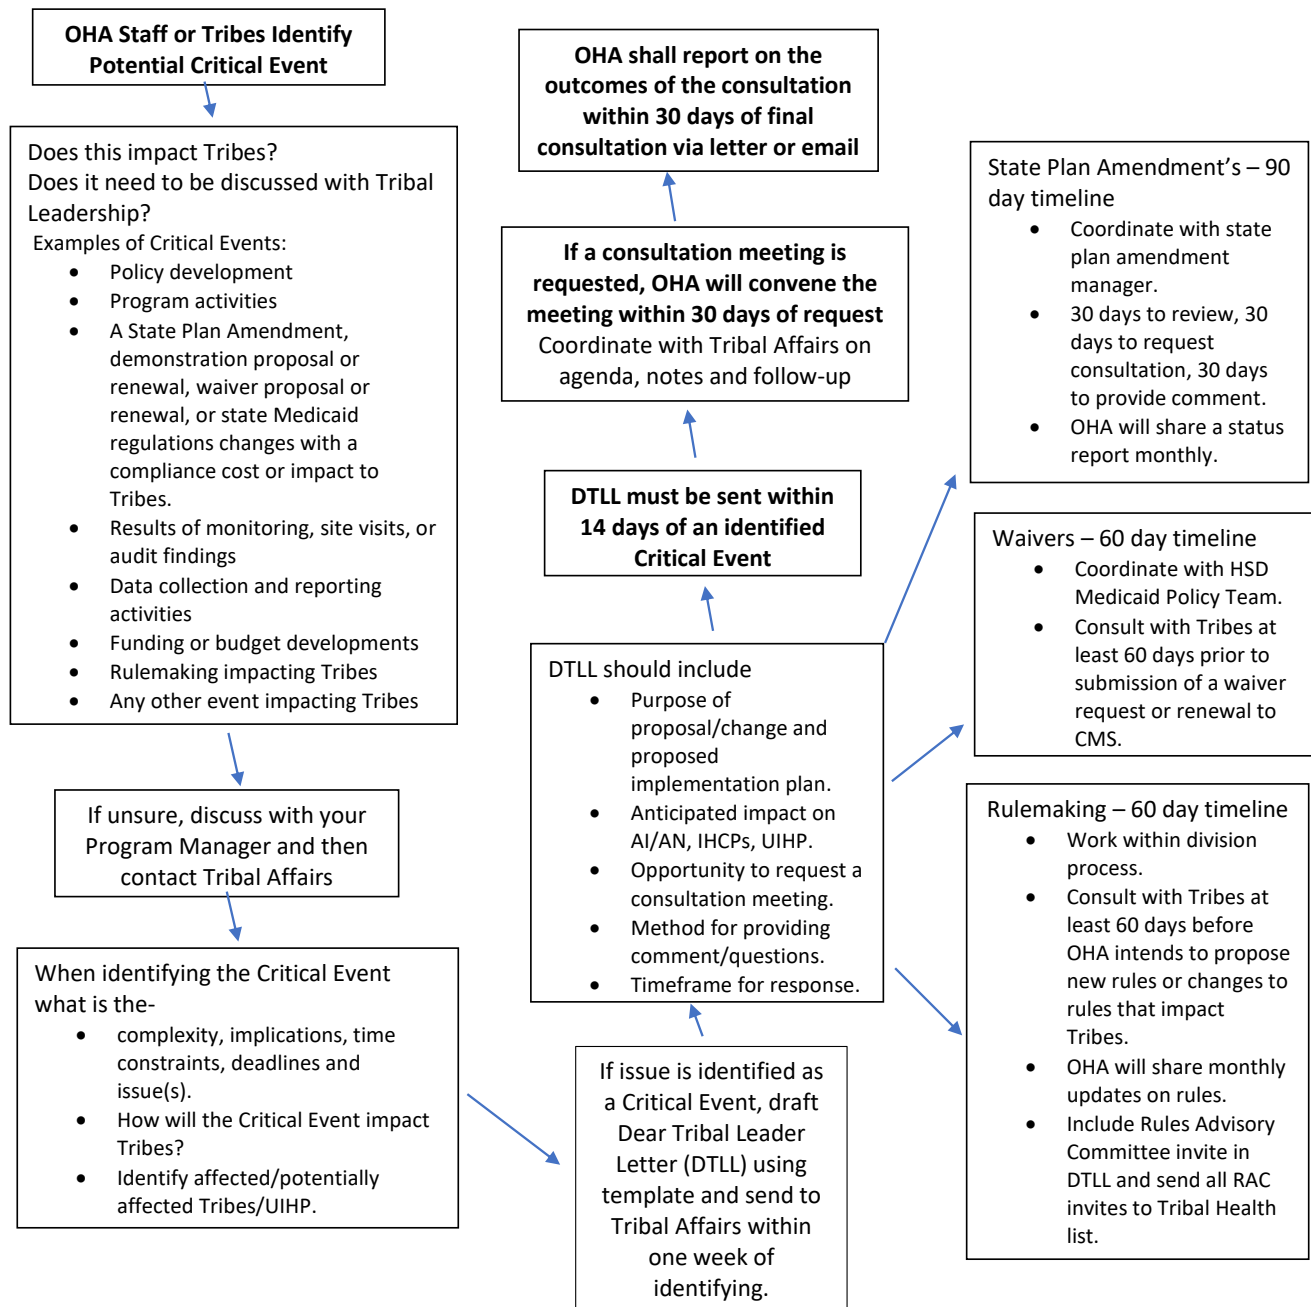 OHA Staff or Tribes Identify
Potential Critical Event
Does this impact Tribes?
Does it need to be discussed with Tribal
Leadership?
Examples of Critical Events:
• Policy development
• Program activities
• A State Plan Amendment,
demonstration proposal or
renewal, waiver proposal or
renewal, or state Medicaid
regulations changes with a
compliance cost or impact to
Tribes.
• Results of monitoring, site visits, or
audit findings
• Data collection and reporting
activities
• Funding or budget developments
• Rulemaking impacting Tribes
• Any other event impacting Tribes
If unsure, discuss with your
Program Manager and then
contact Tribal Affairs
When identifying the Critical Event
what is the-
• complexity, implications, time
constraints, deadlines and
issue(s).
• How will the Critical Event impact
Tribes?
• Identify affected/potentially
affected Tribes/UIHP.
If issue is identified as
a Critical Event, draft
Dear Tribal Leader
Letter (DTLL) using
template and send to
Tribal Affairs within
one week of
identifying.
DTLL should include
• Purpose of
proposal/change and
proposed
implementation plan.
• Anticipated impact on
AI/AN, IHCPs, UIHP.
• Opportunity to request a
consultation meeting.
• Method for providing
comment/questions.
• Timeframe for response.
DTLL must be sent within
14 days of an identified
Critical Event
If a consultation meeting is
requested, OHA will convene the
meeting within 30 days of request
Coordinate with Tribal Affairs on
agenda, notes and follow-up
OHA shall report on the
outcomes of the consultation
within 30 days of final
consultation via letter or email
State Plan Amendment's – 90
day timeline
• Coordinate with state
plan amendment
manager.
• 30 days to review, 30
days to request
consultation, 30 days
to provide comment.
• OHA will share a status
report monthly.
Waivers – 60 day timeline
• Coordinate with HSD
Medicaid Policy Team.
• Consult with Tribes at
least 60 days prior to
submission of a waiver
request or renewal to
CMS.
Rulemaking – 60 day timeline
• Work within division
process.
• Consult with Tribes at
least 60 days before
OHA intends to propose
new rules or changes to
rules that impact
Tribes.
• OHA will share monthly
updates on rules.
• Include Rules Advisory
Committee invite in
DTLL and send all RAC
invites to Tribal Health
list.